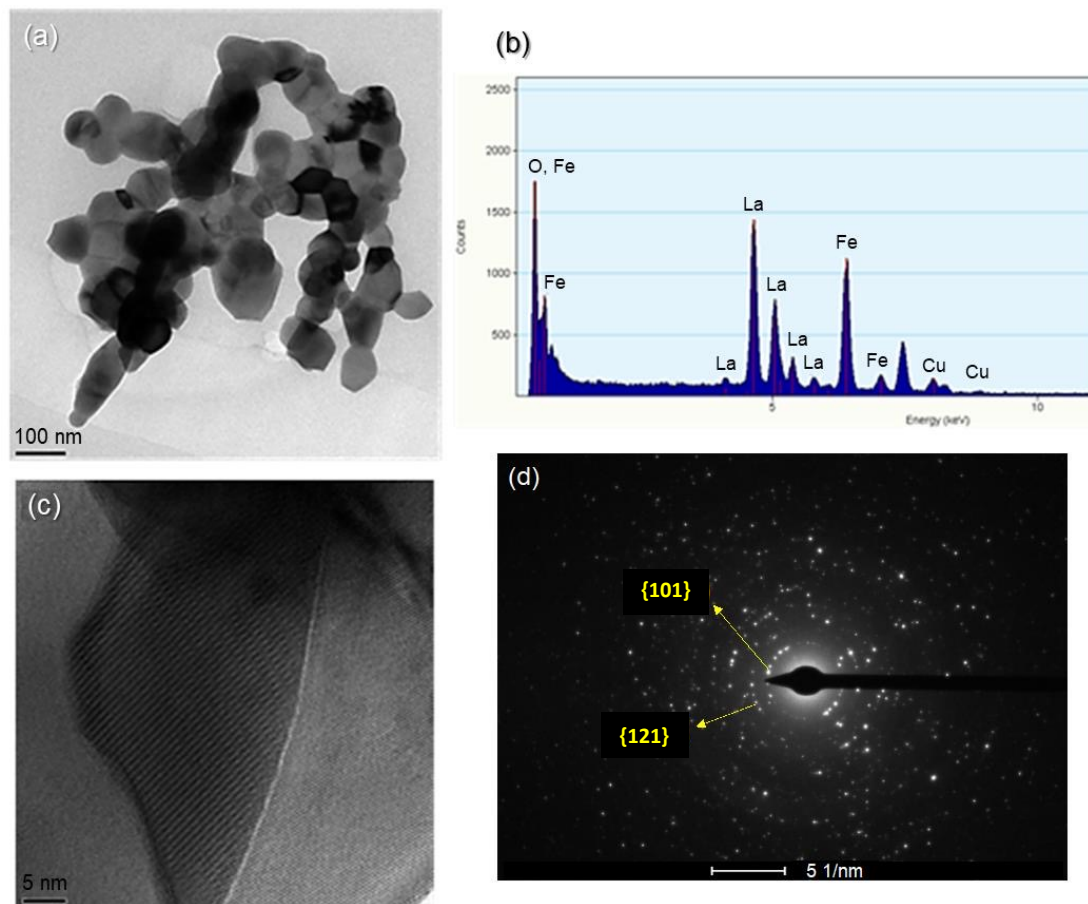 (a)
100 nm
(b)
2500
2000
1500
1000
500
Counts
O, Fe
Fe
La
La
La
La
La
Fe
Fe
Cu
Cu
5
10
Energy (keV)
(c)
5 nm
(d)
{101}
{121}
5 1/nm